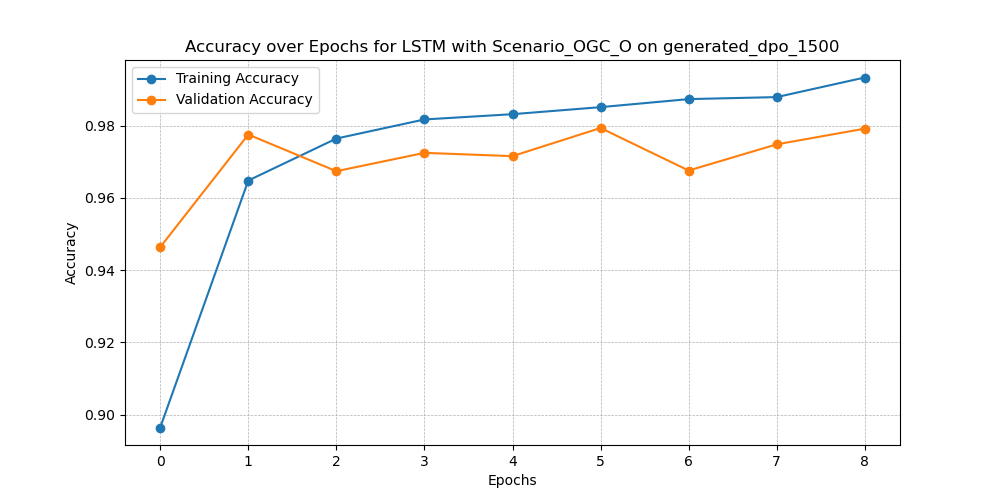 Accuracy over Epochs for LSTM with Scenario_OGC_O on generated_dpo_1500
Training Accuracy
Validation Accuracy
0.98
0.96
0.94
0.92
0.90
Accuracy
0 1 2 3 4 5 6 7 8
Epochs